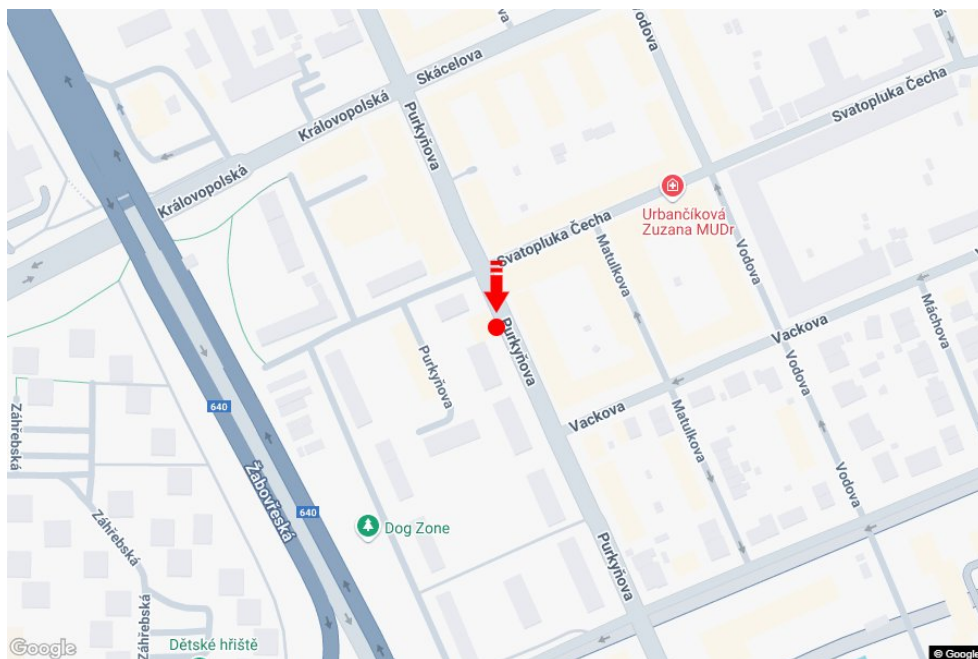 Skácelova
Královopolská
Královopolská
Purkyňova
Vodova
Svatopluka Čecha
Urbančíková
Zuzana MUDr
Svatopluka Čecha
Matulkova
Vodova
Vackova
Máchova
Purkyňova
Purkyňova
Vackova
Matulkova
Vodova
640
Žabovřeská
640
Záhřebská
Záhřebská
Záhřebská
Dog Zone
Purkyňova
Dětské hřiště
Google
© Google